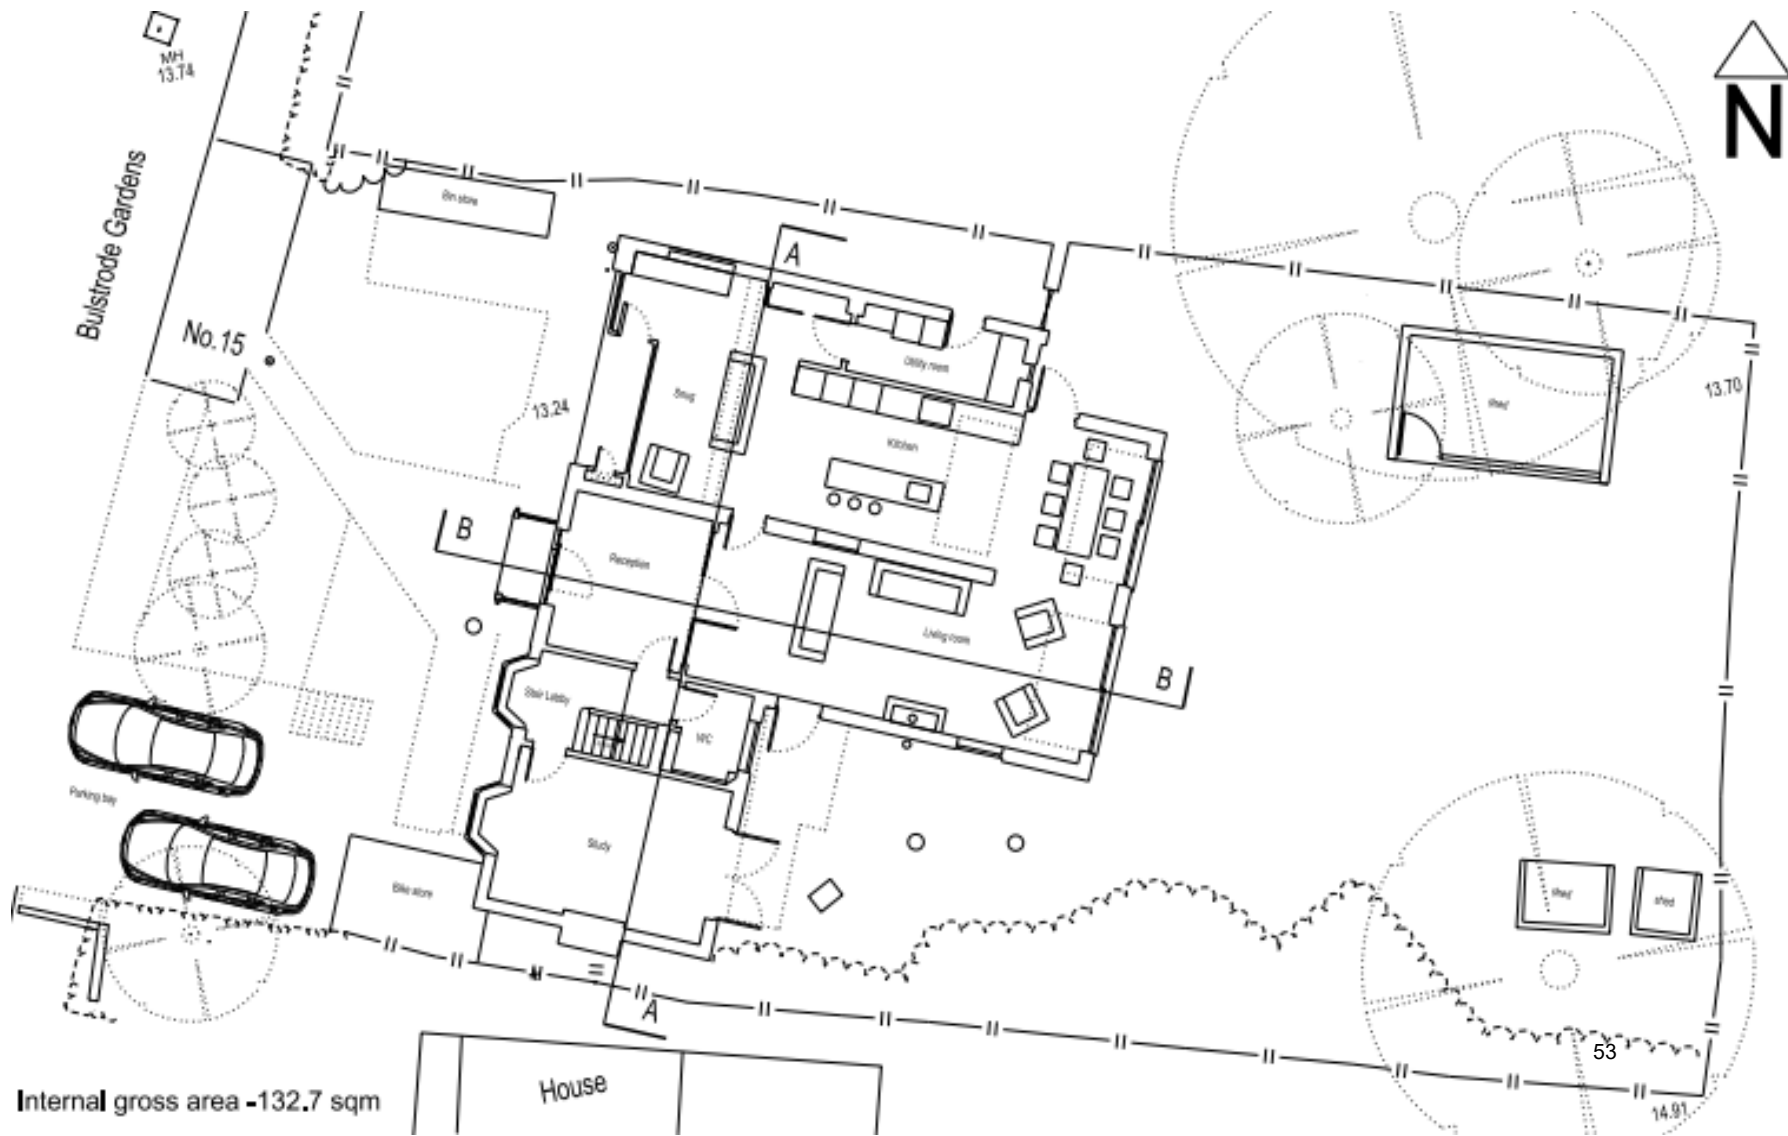 MH
13.74
N
Bulstrode Gardens
Bin store
A
No.15
Utility room
13.70
shed
Snug
13.24
Kitchen
B
Reception
Living room
B
Stair Lobby
WC
Parking bay
Study
Bike store
shed
shed
A
53
House
Internal gross area -132.7 sqm
14.91